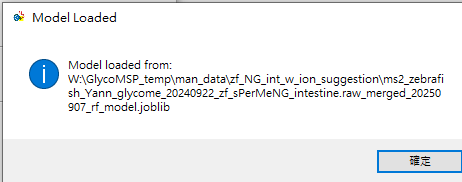 Model Loaded
Model loaded from:
W:\GlycoMSP_temp\man_data\zf_NG_int_w_ion_suggestion\ms2_zebrafi
sh_Yann_glycome_20240922_zf_sPerMeNG_intestine.raw_merged_20250
907_rf_model.joblib
確定